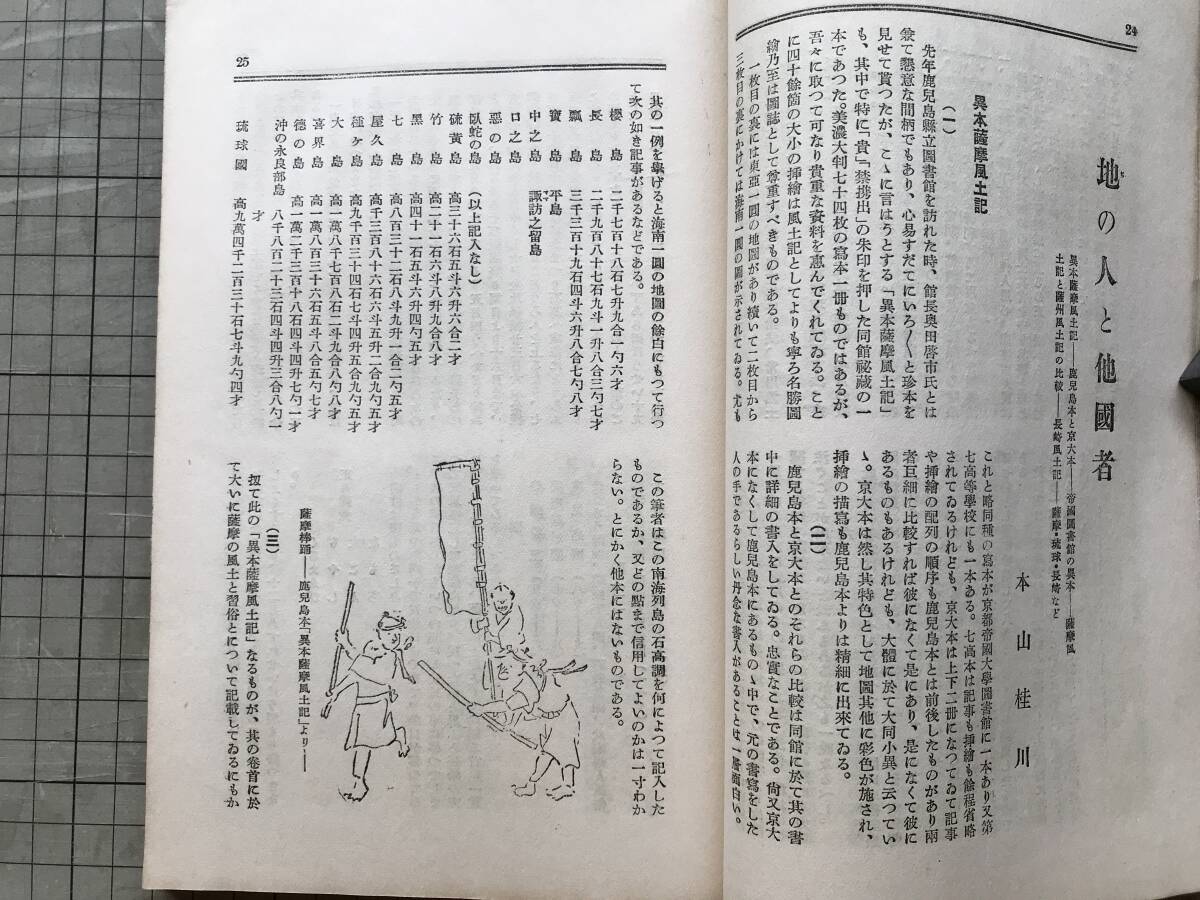 24
地の人と他國者
異本薩摩風土記――鹿兒島本と京大本――帝國圖書館の異本――薩摩風
土記と薩州風土記の比較――長崎風土記――薩摩・琉球・長崎など
本山桂川
異本薩摩風土記
(一)
先年鹿兒島縣立圖書館を訪れた時、館長奥田啓市氏とは
兼て懇意な間柄でもあり、心易すだてにいろ〱と珍本を
見せて貰つたが、こゝに言はうとする「異本薩摩風土記」
も、其中で特に「貴」「禁携出」の朱印を押した同館祕藏の一
本であつた。美濃大判七十四枚の寫本一冊ものではあるが、
吾々に取つて可なり貴重な資料を惠んでくれてゐる。こと
に四十餘箇の大小の挿繪は風土記としてよりも寧ろ名勝圖
繪乃至は圖誌として尊重すべきものである。
一枚目の裏には東亞一圓の地圖があり續いて二枚目から
三枚目の裏にかけては海南一圓の圖が示されてゐる。尤も
これと略同種の寫本が京都帝國大學圖書館に一本あり又第
七高等學校にも一本ある。七高本は記事も挿繪も餘程省略
されてゐるけれども、京大本は上下二冊になつてゐて記事
や挿繪の配列の順序も鹿兒島本とは前後したものがあり兩
者巨細に比較すれば彼になくて是にあり、是になくて彼に
あるものもあるけれども、大體に於て大同小異と云つてい
ゝ。京大本は然し其特色として地圖其他に彩色が施され、
挿繪の描寫も鹿兒島本よりは精細に出來てゐる。
(二)
鹿兒島本と京大本とのそれらの比較は同館に於て其の書
中に詳細の書入をしてゐる。忠實なことである。尚又京大
本になくして鹿兒島本にあるものゝ中で、元の書寫をした
人の手であるらしい丹念な書入があることは一層面白い。
25
其の一例を擧げると海南一圓の地圖の餘白にもつて行つ
て次の如き記事があるなどである。
櫻島 二千七百十八石七升九合一勺六才
長島 二千九百八十七石九斗一升八合三勺七才
瓢島 三千三百十九石四斗六升八合七勺八才
寶島 平島
中之島 諏訪之留島
口之島
惡の島
臥蛇の島 (以上記入なし)
硫黃島 高三十六石五斗六升六合二才
竹島 高二十一石六斗八升九合八才
黑島 高四十一石五斗六升四勺五才
七島 高八百三十二石八斗九升一合二勺五才
屋久島 高千三百八十六石六斗五升二合九勺五才
種ヶ島 高九千百三十四石七斗四升五合九勺五才
大島 高一萬八千七百八石二斗九合八勺八才
喜界島 高一萬八百三十六石五斗八合五勺七才
德の島 高一萬二千三百十八石四斗四升七勺一才
沖の永良部島 八千八百二十三石四斗四升三合八勺一
才
琉球國 高九萬四千二百三十石七斗九勺四才
この筆者はこの南海列島の石高調を何によつて記入した
ものであるか、又どの點まで信用してよいのかは一寸わか
らない。とにかく他本にはないものである。
薩摩棒踊――鹿兒島本「異本薩摩風土記」より――
(三)
扨て此の「異本薩摩風土記」なるものが、其の卷首に於
て大いに薩摩の風土と習俗とについて記載してゐるにもか